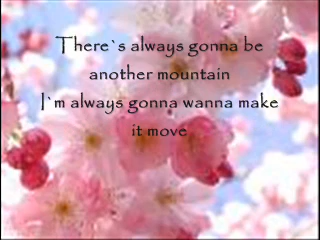 There`s always gonna be
another mountain
I`m always gonna wanna make
it move